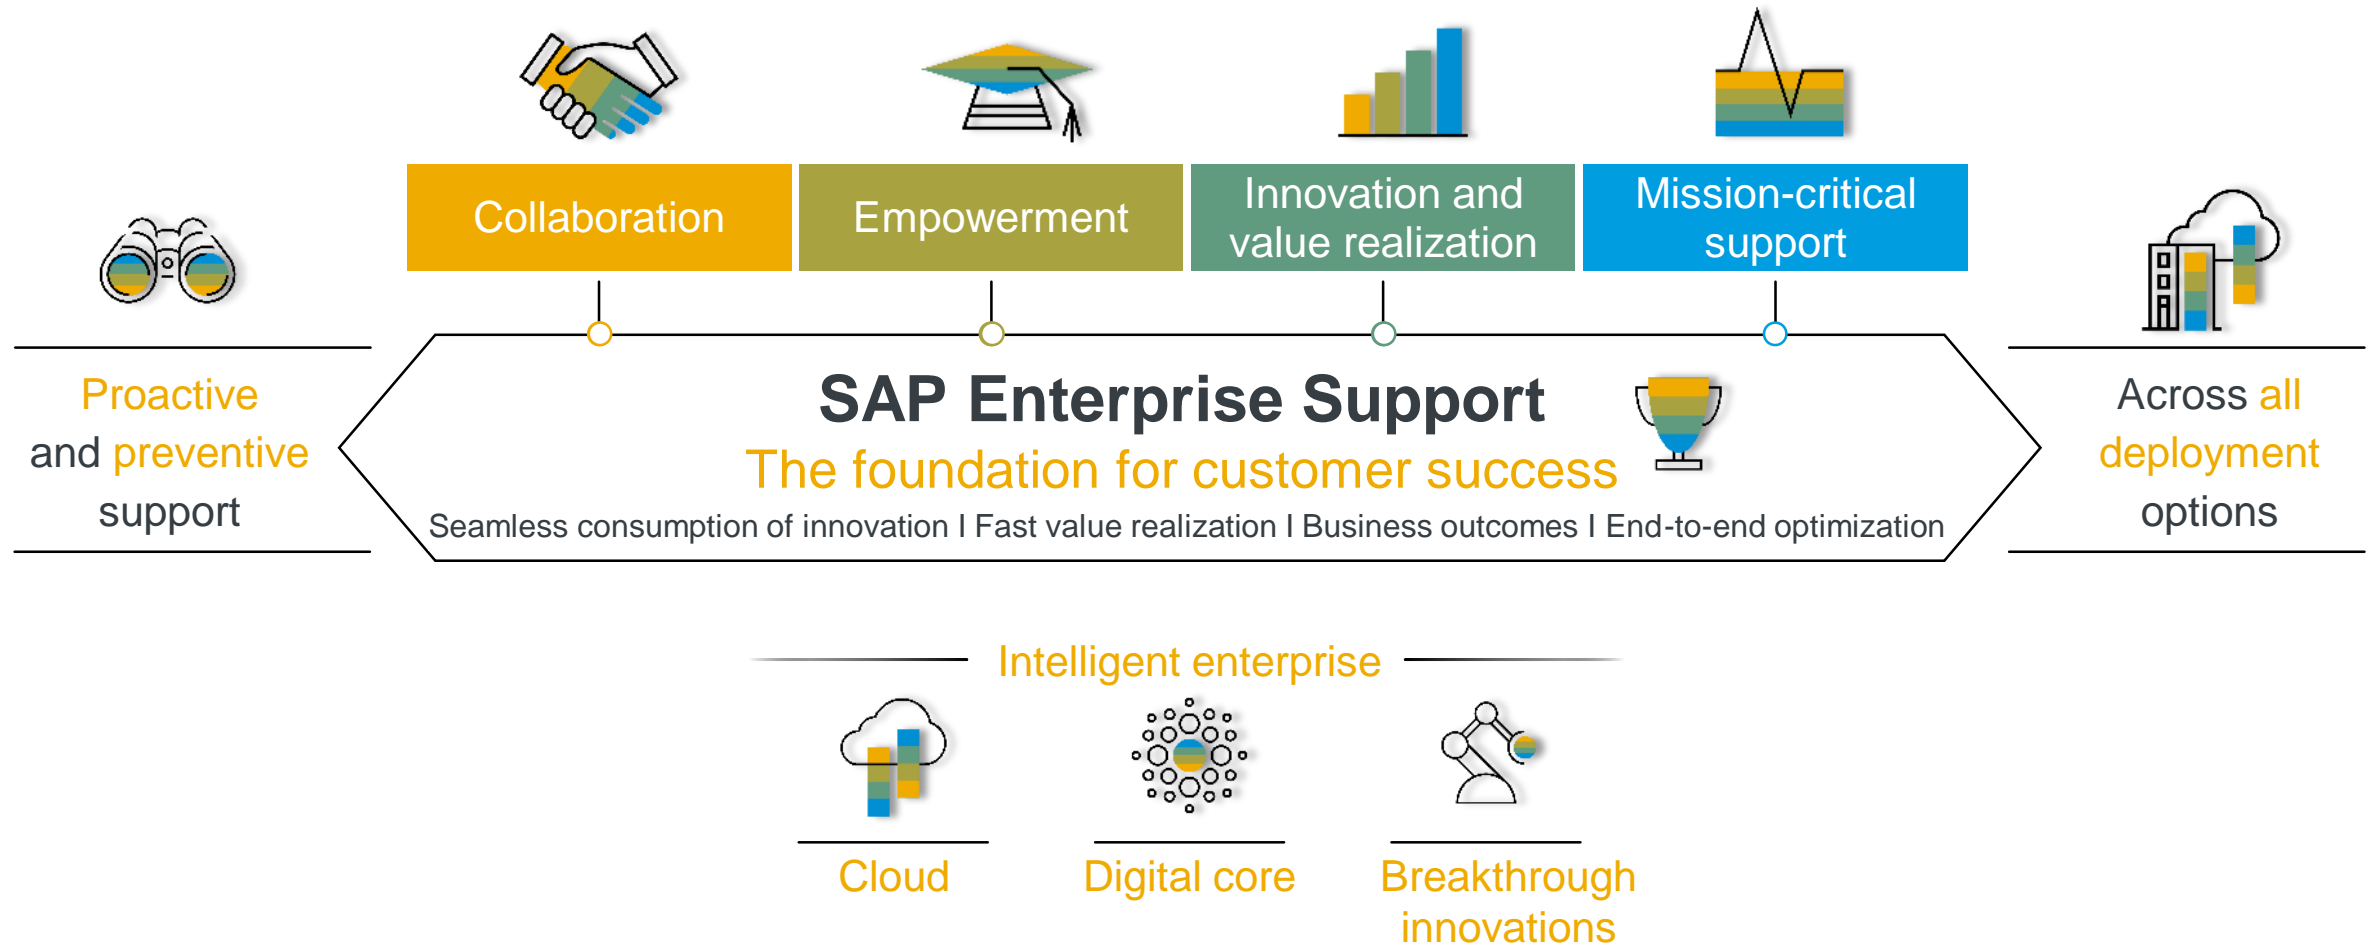 Collaboration
Empowerment
Innovation and
value realization
Mission-critical
support
Proactive
and preventive
support
SAP Enterprise Support
The foundation for customer success
Seamless consumption of innovation I Fast value realization I Business outcomes I End-to-end optimization
Across all
deployment
options
Intelligent enterprise
Cloud
Digital core
Breakthrough
innovations